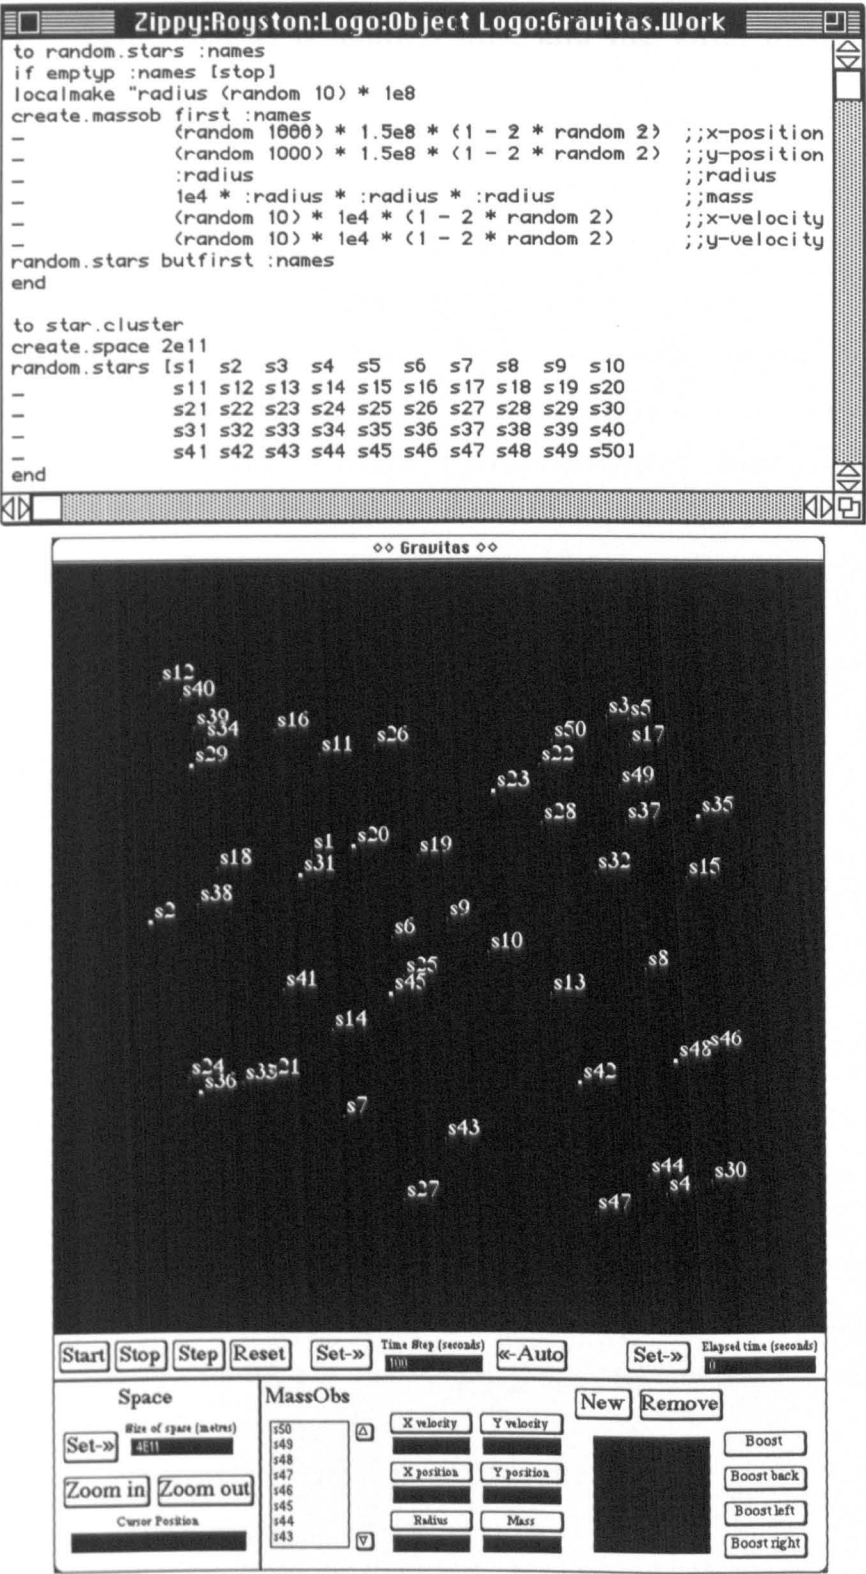 Zippy:Royston:Logo:Object Logo:Gravitas.Work
to random.stars :names
if emptyp :names [stop]
localmake "radius (random 10) * 1e8
create.massob first :names
_ (random 1000) * 1.5e8 * (1 - 2 * random 2) ;;x-position
_ (random 1000) * 1.5e8 * (1 - 2 * random 2) ;;y-position
_ :radius ;;radius
_ 1e4 * :radius * :radius * :radius ;;mass
_ (random 10) * 1e4 * (1 - 2 * random 2) ;;x-velocity
_ (random 10) * 1e4 * (1 - 2 * random 2) ;;y-velocity
random.stars butfirst :names
end
to star.cluster
create.space 2e11
random.stars [s1 s2 s3 s4 s5 s6 s7 s8 s9 s10
_ s11 s12 s13 s14 s15 s16 s17 s18 s19 s20
_ s21 s22 s23 s24 s25 s26 s27 s28 s29 s30
_ s31 s32 s33 s34 s35 s36 s37 s38 s39 s40
_ s41 s42 s43 s44 s45 s46 s47 s48 s49 s50]
end
◇◇ Gravitas ◇◇
s12
s40
s39
s34
s16
s3 s5
s29
s11
s26
s50
s17
s22
s23
s49
s28
s37
s35
s1
s20
s19
s18
s31
s32
s15
s38
s2
s9
s6
s10
s25
s8
s41
s45
s13
s14
s46
s48
s24
s36
s33 s21
s42
s7
s43
s44
s30
s27
s4
s47
Start Stop Step Reset Set-» Time Step (seconds) «-Auto Set-» Elapsed time (seconds)
100 0
Space MassObs New Remove
Size of space (metres)
Set-» 4E11
Zoom in Zoom out
Cursor Position
s50
s49
s48
s47
s46
s45
s44
s43
X velocity Y velocity
X position Y position
Radius Mass
Boost
Boost back
Boost left
Boost right